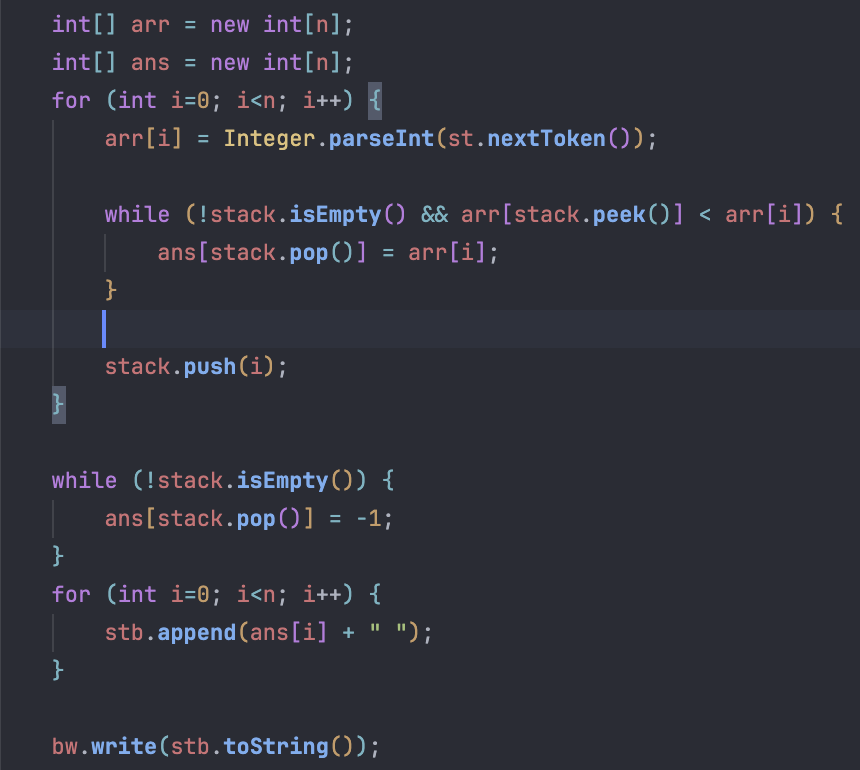 int[] arr = new int[n];
int[] ans = new int[n];
for (int i=0; i<n; i++) {
    arr[i] = Integer.parseInt(st.nextToken());

    while (!stack.isEmpty() && arr[stack.peek()] < arr[i]) {
        ans[stack.pop()] = arr[i];
    }

    stack.push(i);
}

while (!stack.isEmpty()) {
    ans[stack.pop()] = -1;
}
for (int i=0; i<n; i++) {
    stb.append(ans[i] + " ");
}

bw.write(stb.toString());